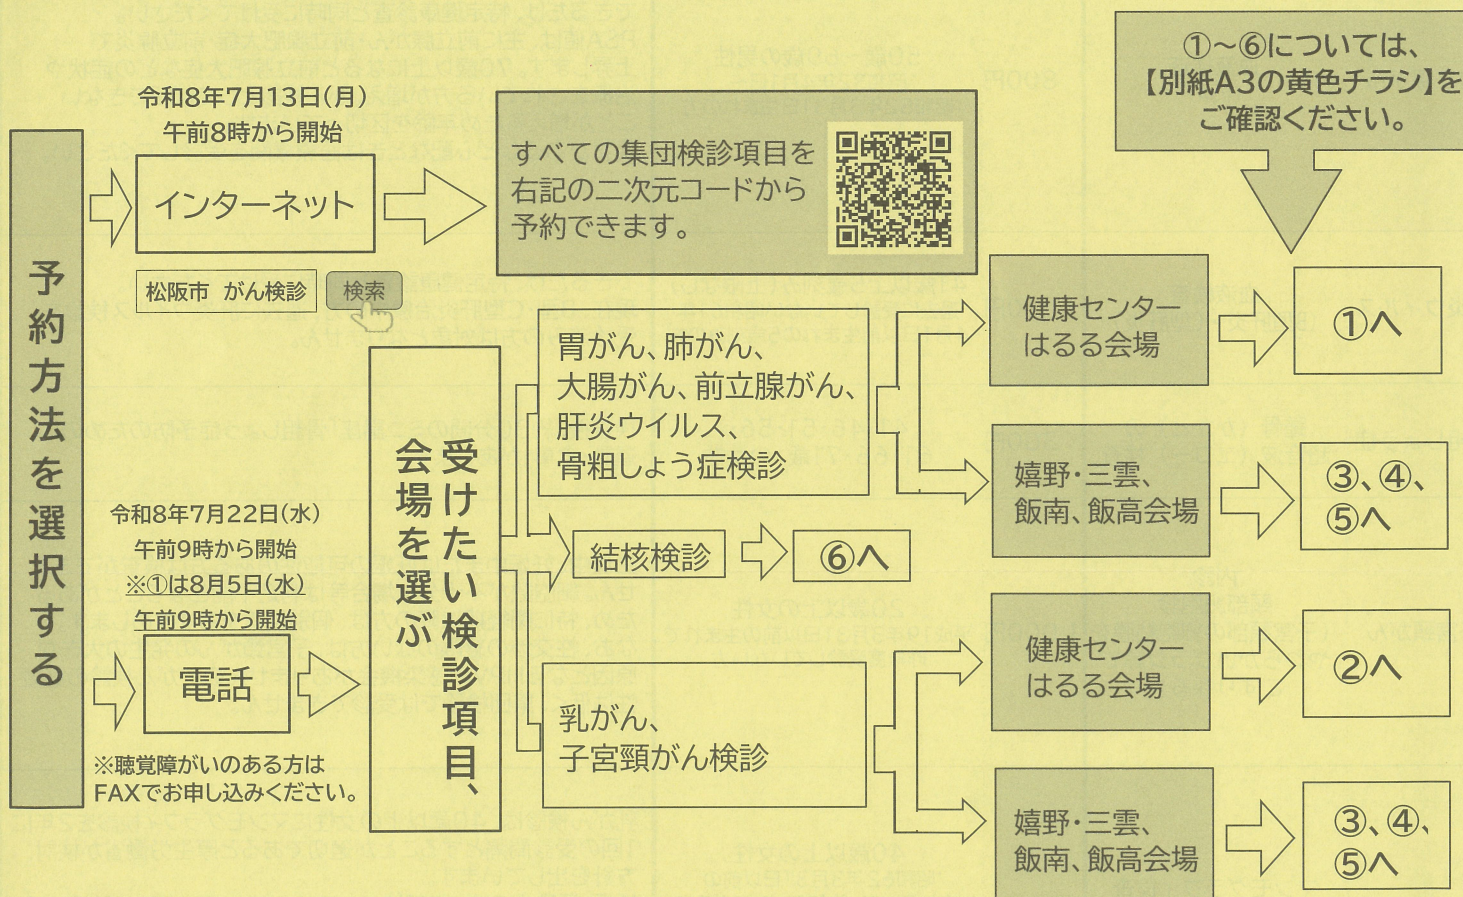 予約方法を選択する
令和8年7月13日(月)
午前8時から開始
インターネット
松阪市 がん検診
検索
すべての集団検診項目を
右記の二次元コードから
予約できます。
①～⑥については、
【別紙A3の黄色チラシ】を
ご確認ください。
令和8年7月22日(水)
午前9時から開始
※①は8月5日(水)
午前9時から開始
電話
※聴覚障がいのある方は
FAXでお申し込みください。
受けたい検診項目、
会場を選ぶ
胃がん、肺がん、
大腸がん、前立腺がん、
肝炎ウイルス、
骨粗しょう症検診
健康センター
はるる会場
①へ
嬉野・三雲、
飯南、飯高会場
③、④、
⑤へ
結核検診
⑥へ
乳がん、
子宮頸がん検診
健康センター
はるる会場
②へ
嬉野・三雲、
飯南、飯高会場
③、④、
⑤へ